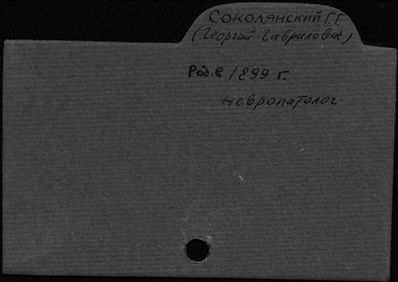 Соколянский Г.Г.
(Георгий Гаврилович)
Род. в 1899 г.
невропатолог